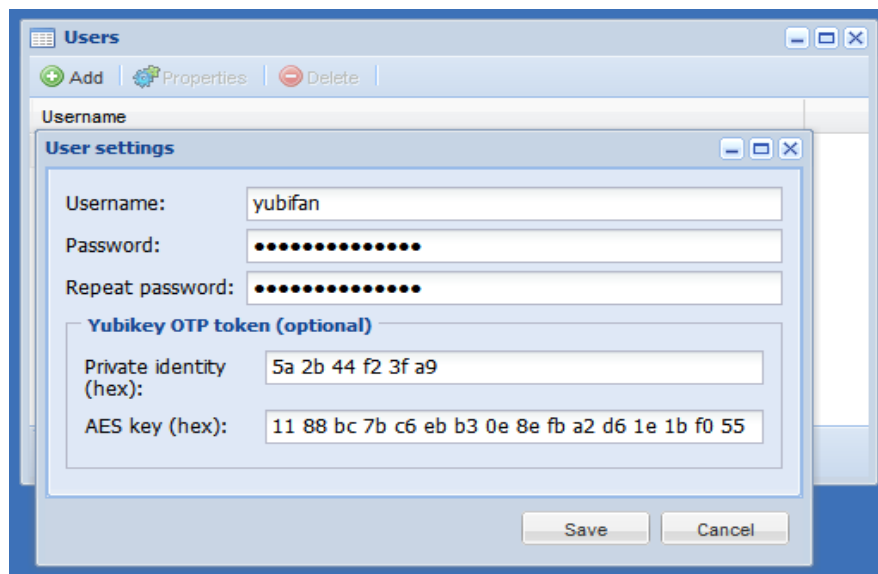 Users
Add Properties Delete
Username
User settings
Username: yubifan
Password: ••••••••••••••
Repeat password: ••••••••••••••
Yubikey OTP token (optional)
Private identity (hex): 5a 2b 44 f2 3f a9
AES key (hex): 11 88 bc 7b c6 eb b3 0e 8e fb a2 d6 1e 1b f0 55
Save Cancel